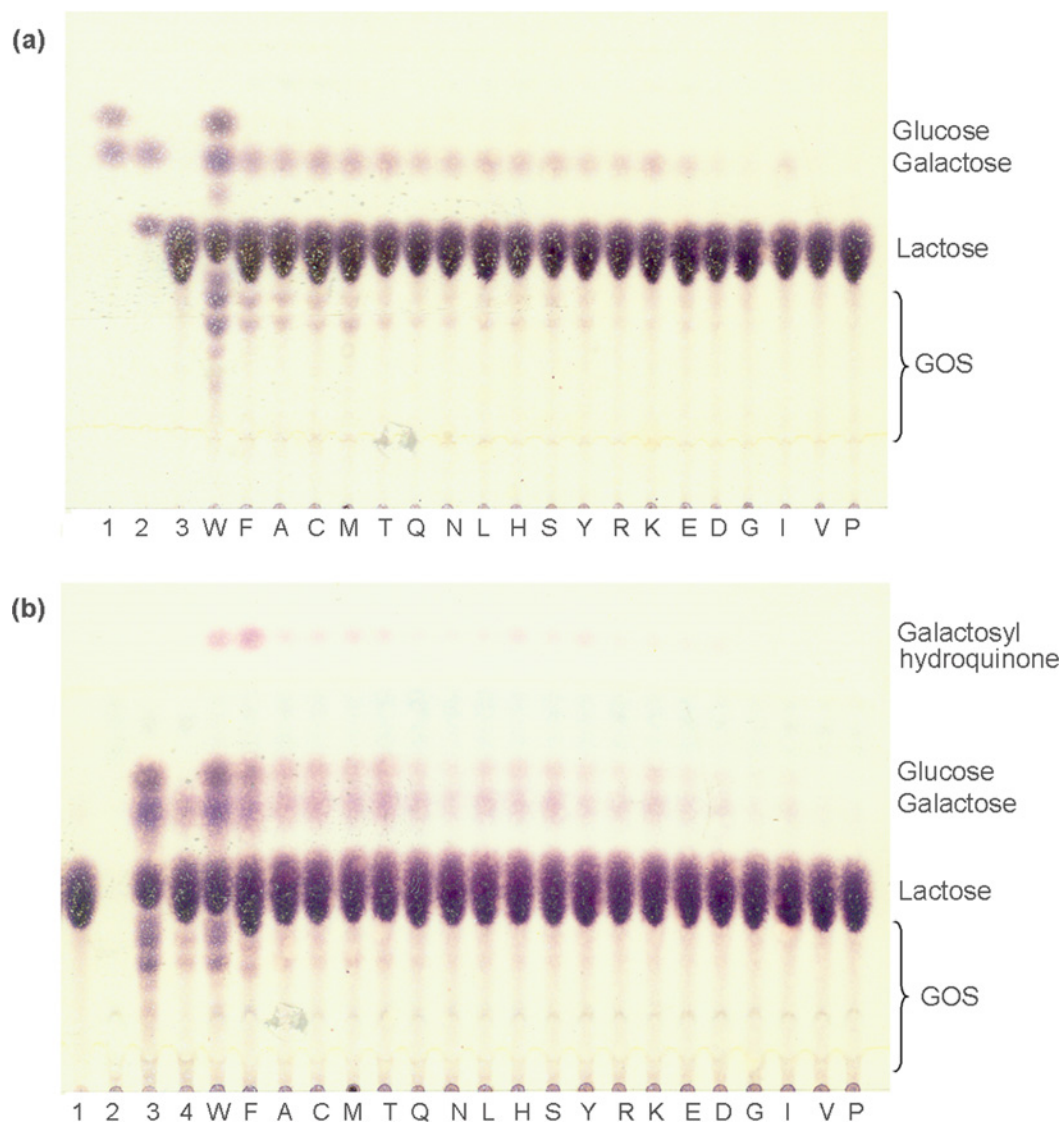 (a)
Glucose
Galactose
Lactose
GOS
1 2 3 W F A C M T Q N L H S Y R K E D G I V P
(b)
Galactosyl
hydroquinone
Glucose
Galactose
Lactose
GOS
1 2 3 4 W F A C M T Q N L H S Y R K E D G I V P